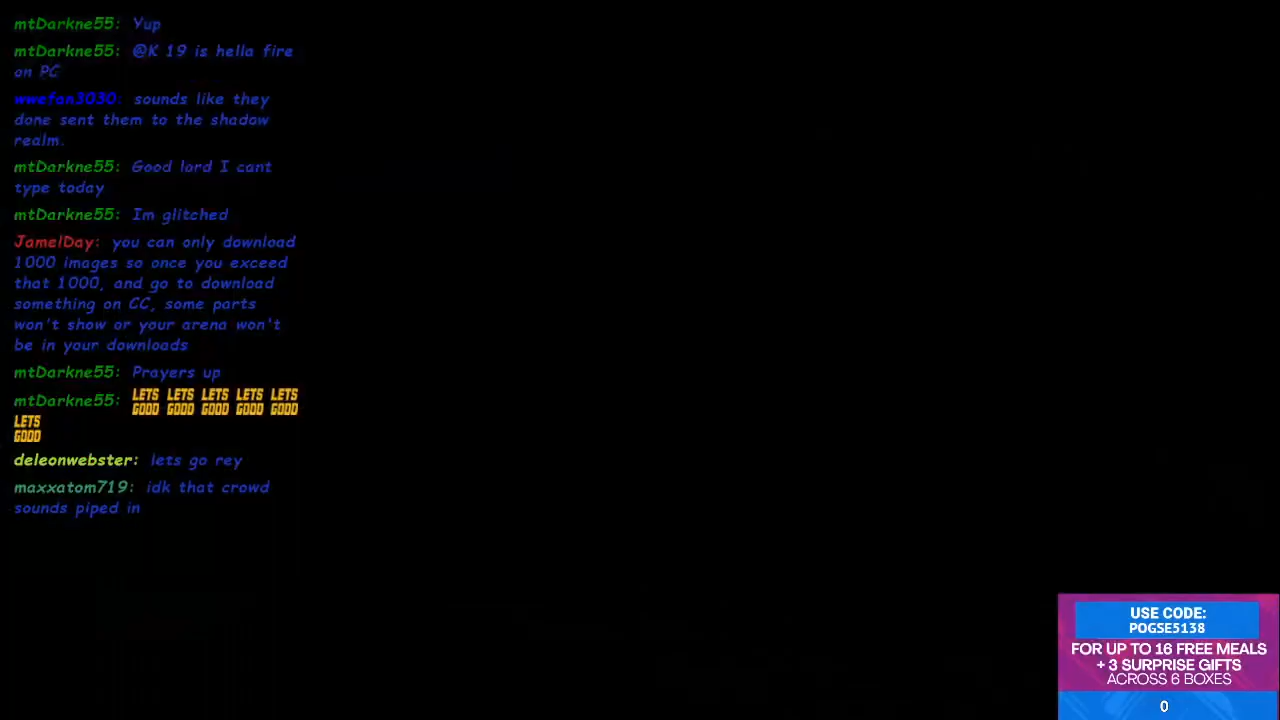 mtDarkne55: Yup
mtDarkne55: @K 19 is hella fire
on PC
wwefan3030: sounds like they
done sent them to the shadow
realm.
mtDarkne55: Good lord I cant
type today
mtDarkne55: Im glitched
JamelDay: you can only download
1000 images so once you exceed
that 1000, and go to download
something on CC, some parts
won't show or your arena won't
be in your downloads
mtDarkne55: Prayers up
mtDarkne55: LETS GOOD LETS GOOD LETS GOOD LETS GOOD LETS GOOD
LETS GOOD
deleonwebster: lets go rey
maxxatom719: idk that crowd
sounds piped in
USE CODE:
POGSE5138
FOR UP TO 16 FREE MEALS
+ 3 SURPRISE GIFTS
ACROSS 6 BOXES
0